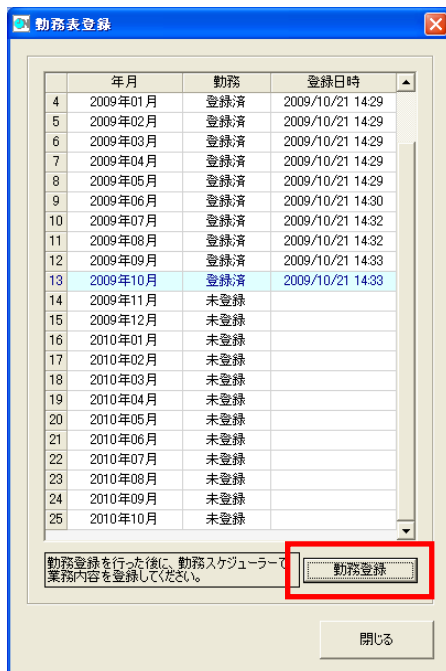 勤務表登録
年月 勤務 登録日時
4 2009年01月 登録済 2009/10/21 14:29
5 2009年02月 登録済 2009/10/21 14:29
6 2009年03月 登録済 2009/10/21 14:29
7 2009年04月 登録済 2009/10/21 14:29
8 2009年05月 登録済 2009/10/21 14:29
9 2009年06月 登録済 2009/10/21 14:30
10 2009年07月 登録済 2009/10/21 14:32
11 2009年08月 登録済 2009/10/21 14:32
12 2009年09月 登録済 2009/10/21 14:33
13 2009年10月 登録済 2009/10/21 14:33
14 2009年11月 未登録
15 2009年12月 未登録
16 2010年01月 未登録
17 2010年02月 未登録
18 2010年03月 未登録
19 2010年04月 未登録
20 2010年05月 未登録
21 2010年06月 未登録
22 2010年07月 未登録
23 2010年08月 未登録
24 2010年09月 未登録
25 2010年10月 未登録
勤務登録を行った後に、勤務スケジューラーで
業務内容を登録してください。
勤務登録
閉じる